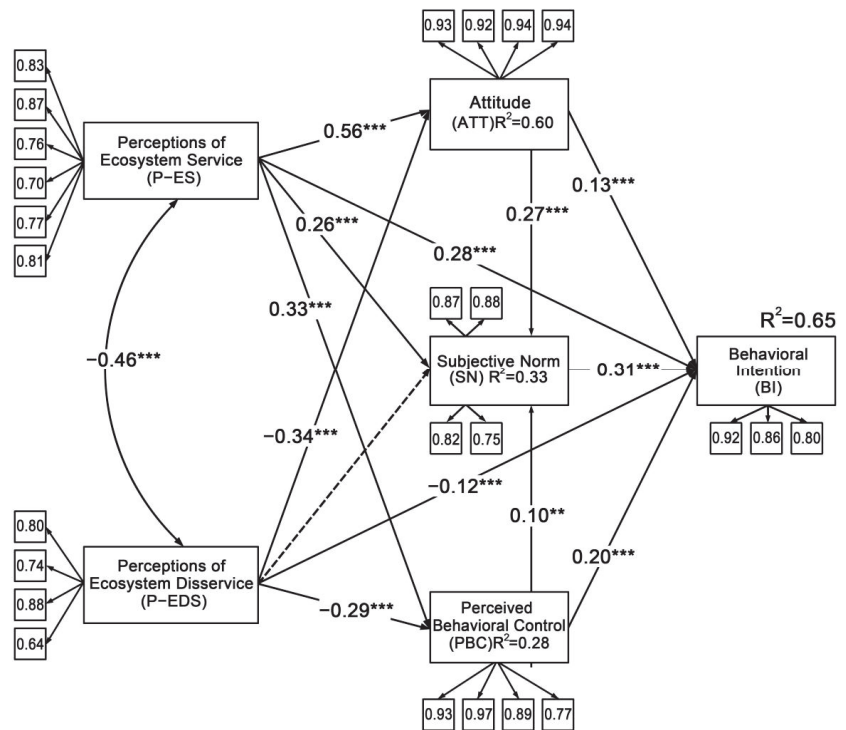 0.93 0.92 0.94 0.94
0.83
0.87
0.76
0.70
0.77
0.81
Perceptions of
Ecosystem Service
(P−ES)
Attitude
(ATT)R²=0.60
0.56***
0.13***
0.26***
0.27***
0.28***
0.33***
0.87 0.88
R²=0.65
−0.46***
Subjective Norm
(SN) R²=0.33
0.31***
Behavioral
Intention
(BI)
0.82 0.75
0.92 0.86 0.80
−0.34***
−0.12***
0.10**
0.20***
0.80
0.74
0.88
0.64
Perceptions of
Ecosystem Disservice
(P−EDS)
−0.29***
Perceived
Behavioral Control
(PBC)R²=0.28
0.93 0.97 0.89 0.77